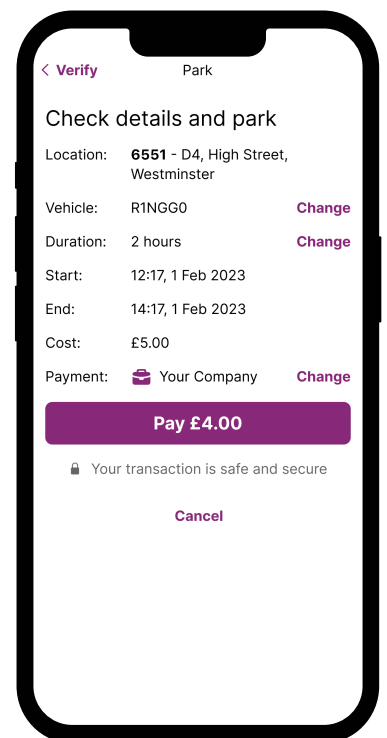 Verify Park
Check details and park
Location: 6551 - D4, High Street,
Westminster
Vehicle: R1NGG0 Change
Duration: 2 hours Change
Start: 12:17, 1 Feb 2023
End: 14:17, 1 Feb 2023
Cost: £5.00
Payment: Your Company Change
Pay £4.00
Your transaction is safe and secure
Cancel